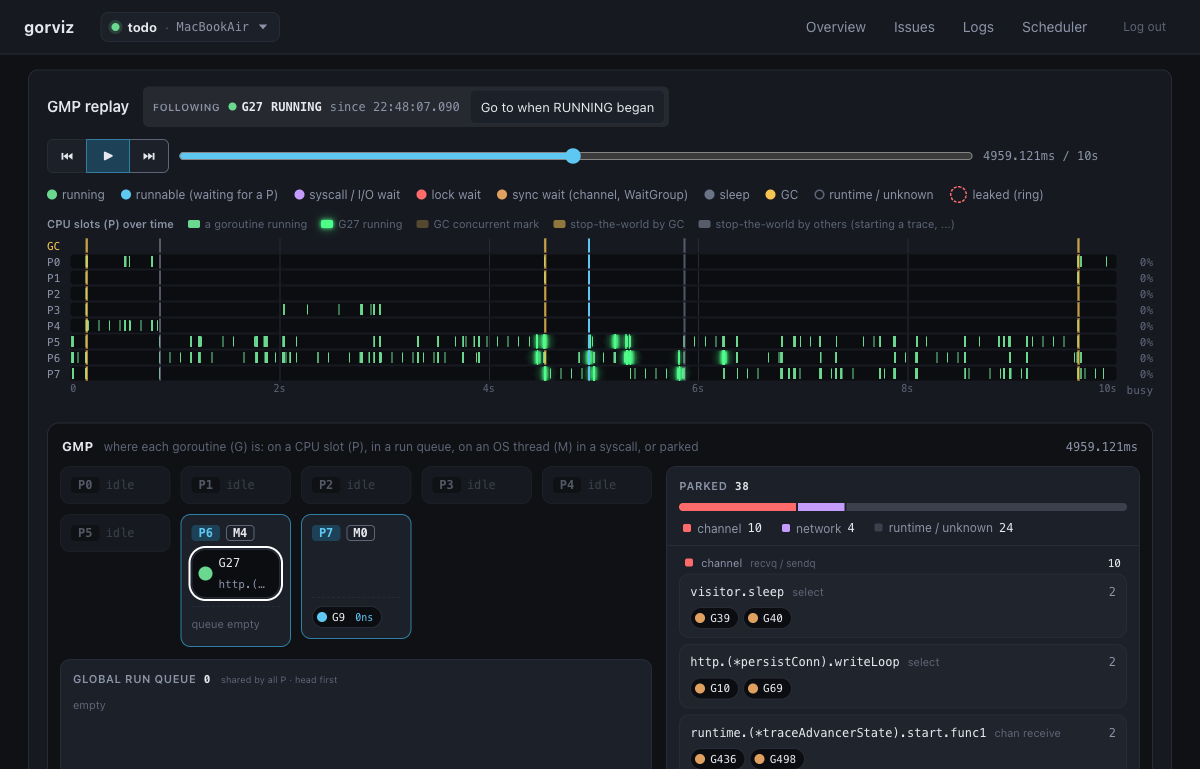 gorviz todo · MacBookAir Overview Issues Logs Scheduler Log out
GMP replay FOLLOWING G27 RUNNING since 22:48:07.090 Go to when RUNNING began
4959.121ms / 10s
running runnable (waiting for a P) syscall / I/O wait lock wait sync wait (channel, WaitGroup) sleep GC runtime / unknown leaked (ring)
CPU slots (P) over time a goroutine running G27 running GC concurrent mark stop-the-world by GC stop-the-world by others (starting a trace, …)
GC
P0 0%
P1 0%
P2 0%
P3 0%
P4 0%
P5 0%
P6 0%
P7 0%
0 2s 4s 6s 8s 10s busy
GMP where each goroutine (G) is: on a CPU slot (P), in a run queue, on an OS thread (M) in a syscall, or parked 4959.121ms
P0 idle P1 idle P2 idle P3 idle P4 idle
P5 idle P6 M4 P7 M0
G27
http.(…
G9 0ns
queue empty
GLOBAL RUN QUEUE 0 shared by all P · head first
empty
PARKED 38
channel 10 network 4 runtime / unknown 24
channel recvq / sendq 10
visitor.sleep select 2
G39 G40
http.(*persistConn).writeLoop select 2
G10 G69
runtime.(*traceAdvancerState).start.func1 chan receive 2
G436 G498